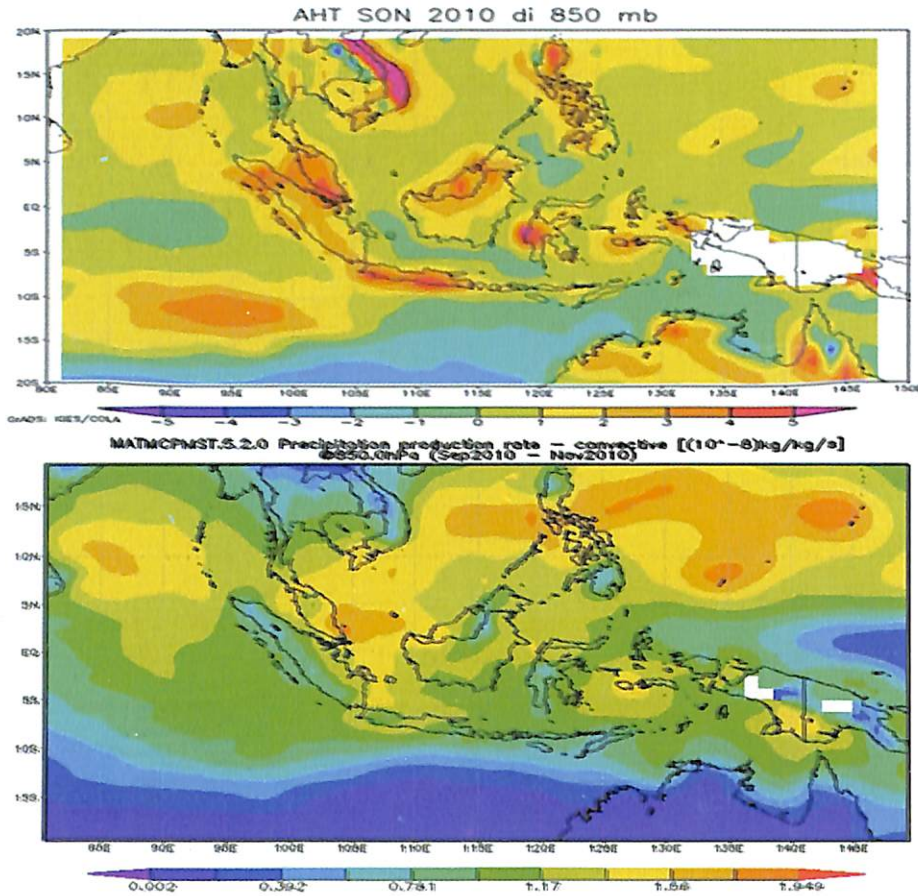 AHT SON 2010 di 850 mb
20N
15N
10N
5N
EQ
5S
10S
15S
20S
80E 85E 90E 95E 100E 105E 110E 115E 120E 125E 130E 135E 140E 145E 150E
GrADS: IGES/COLA
-5 -4 -3 -2 -1 0 1 2 3 4 5
MATMCPMST.5.2.0 Precipitation production rate - convective [(10^-8)kg/kg/s]
@850.0hPa (Sep2010 - Nov2010)
15N
10N
5N
EQ
5S
10S
15S
85E 90E 95E 100E 105E 110E 115E 120E 125E 130E 135E 140E 145E
0.002 0.392 0.781 1.17 1.56 1.949